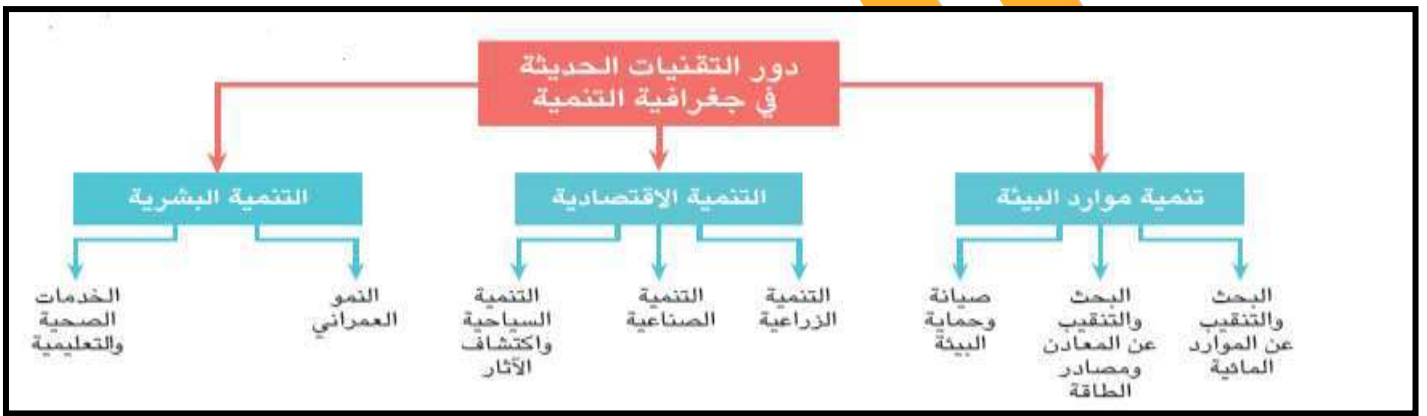 دور التقنيات الحديثة
في جغرافية التنمية
تنمية موارد البيئة
التنمية الاقتصادية
التنمية البشرية
البحث
والتنقيب
عن الموارد
المائية
البحث
والتنقيب
عن المعادن
ومصادر
الطاقة
صيانة
وحماية
البيئة
التنمية
الزراعية
التنمية
الصناعية
التنمية
السياحية
واكتشاف
الآثار
النمو
العمراني
الخدمات
الصحية
والتعليمية